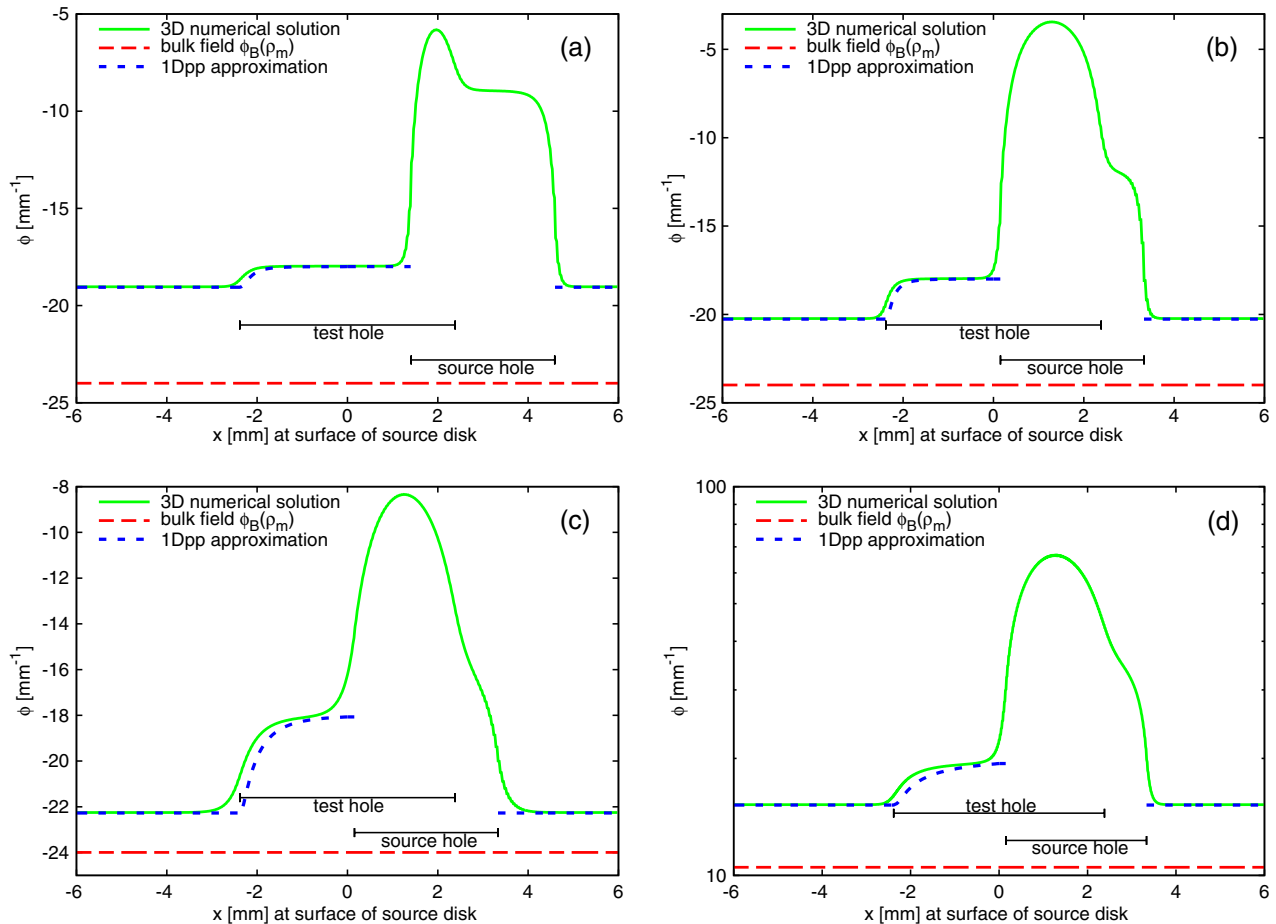 3D numerical solution
bulk field ϕB(ρm)
1Dpp approximation
(a)
ϕ [mm-1]
-5
-10
-15
-20
-25
test hole
source hole
-6 -4 -2 0 2 4 6
x [mm] at surface of source disk
3D numerical solution
bulk field ϕB(ρm)
1Dpp approximation
(b)
ϕ [mm-1]
-5
-10
-15
-20
-25
test hole
source hole
-6 -4 -2 0 2 4 6
x [mm] at surface of source disk
3D numerical solution
bulk field ϕB(ρm)
1Dpp approximation
(c)
ϕ [mm-1]
-8
-10
-12
-14
-16
-18
-20
-22
-24
-26
test hole
source hole
-6 -4 -2 0 2 4 6
x [mm] at surface of source disk
3D numerical solution
bulk field ϕB(ρm)
1Dpp approximation
(d)
ϕ [mm-1]
100
10
test hole
source hole
-6 -4 -2 0 2 4 6
x [mm] at surface of source disk